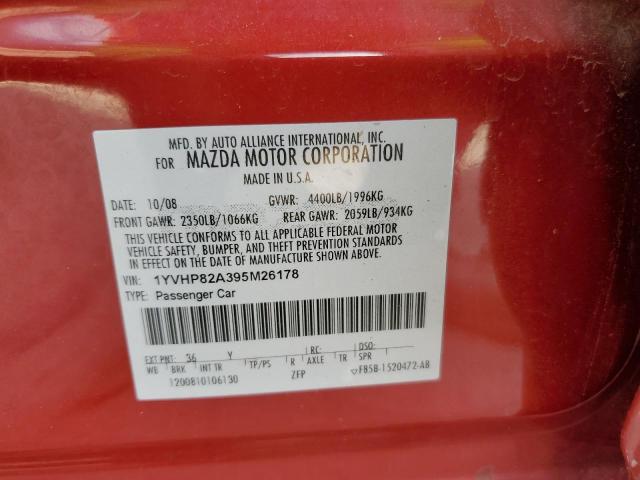 MFD. BY AUTO ALLIANCE INTERNATIONAL, INC.
FOR MAZDA MOTOR CORPORATION
MADE IN U.S.A.
DATE: 10/08 GVWR: 4400LB/1996KG
FRONT GAWR: 2350LB/1066KG REAR GAWR: 2059LB/934KG
THIS VEHICLE CONFORMS TO ALL APPLICABLE FEDERAL MOTOR
VEHICLE SAFETY, BUMPER, AND THEFT PREVENTION STANDARDS
IN EFFECT ON THE DATE OF MANUFACTURE SHOWN ABOVE.
VIN: 1YVHP82A395M26178
TYPE: Passenger Car
EXT PNT: 36 Y RC: DSO:
WB BRK INT TR TP/PS R AXLE TR SPR
1200810106130 ZFP F85B-1520472-AB